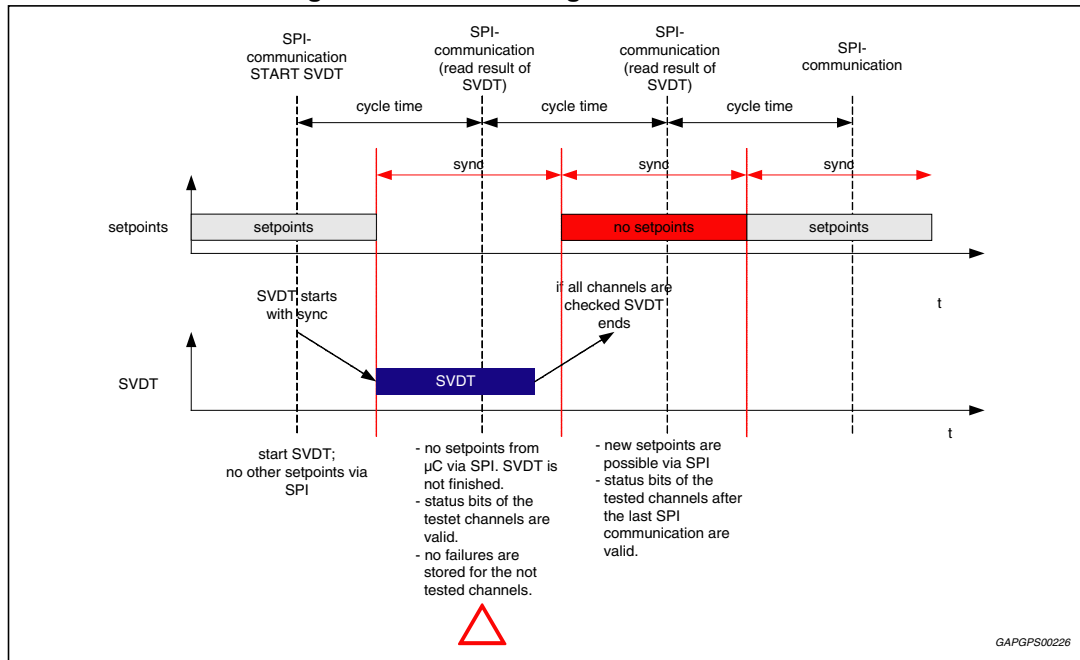 SPI-
communication
START SVDT
SPI-
communication
(read result of
SVDT)
SPI-
communication
(read result of
SVDT)
SPI-
communication
cycle time
cycle time
cycle time
sync
sync
sync
setpoints
setpoints
no setpoints
setpoints
t
SVDT starts
with sync
if all channels are
checked SVDT
ends
SVDT
SVDT
t
start SVDT;
no other setpoints via
SPI
- no setpoints from
µC via SPI. SVDT is
not finished.
- status bits of the
testet channels are
valid.
- no failures are
stored for the not
tested channels.
- new setpoints are
possible via SPI
- status bits of the
tested channels after
the last SPI
communication are
valid.
GAPGPS00226